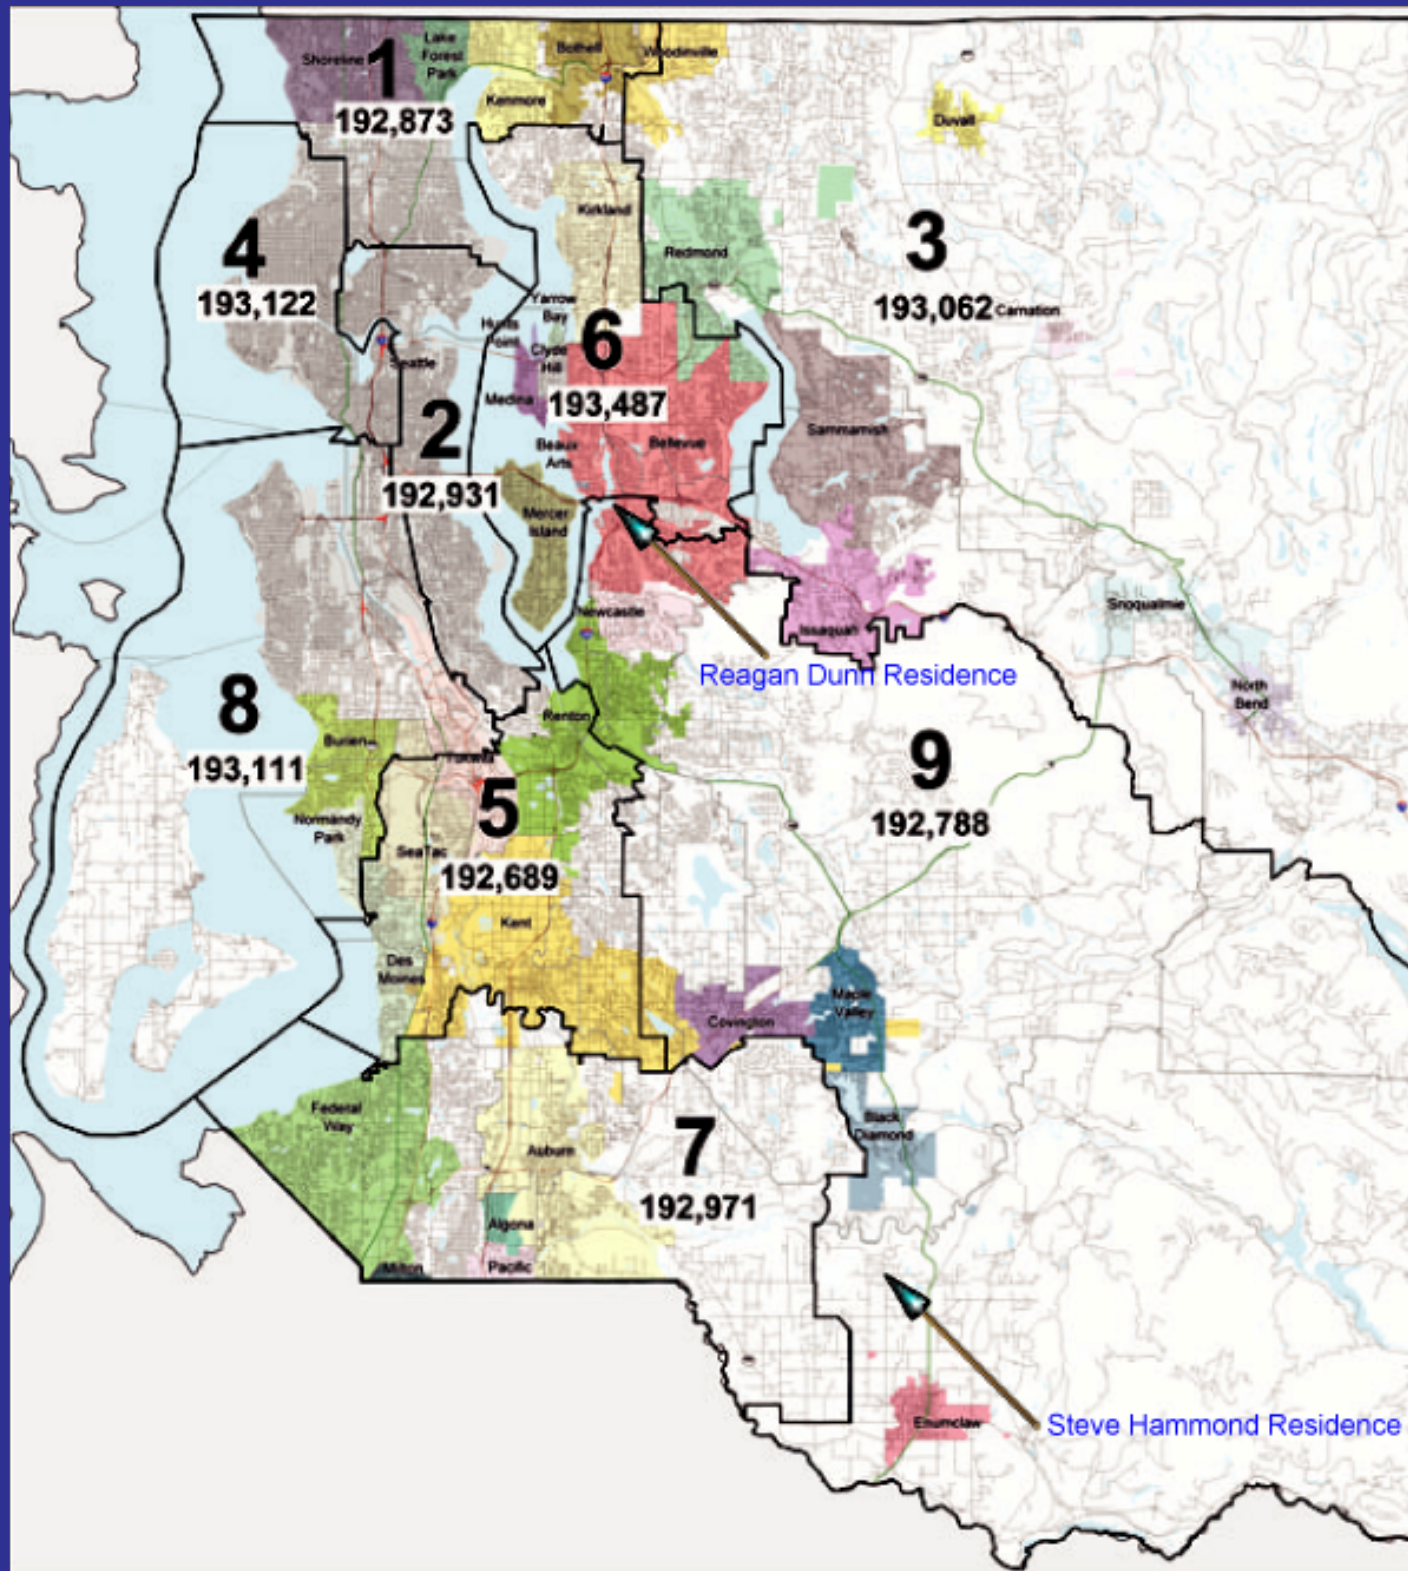 Shoreline
1
192,873
Lake
Forest
Park
Bothell
Woodinville
Kenmore
Duvall
4
193,122
Kirkland
Redmond
3
193,062
Carnation
Yarrow
Bay
Hunts
Point
6
193,487
Clyde
Hill
Medina
Seattle
2
192,931
Beaux
Arts
Bellevue
Sammamish
Mercer
Island
Newcastle
Issaquah
Snoqualmie
Reagan Dunn Residence
North
Bend
8
193,111
Renton
Burien
Tukwila
9
192,788
5
192,689
Normandy
Park
SeaTac
Kent
Des
Moines
Maple
Valley
Covington
Federal
Way
Black
Diamond
7
192,971
Auburn
Algona
Milton
Pacific
Enumclaw
Steve Hammond Residence